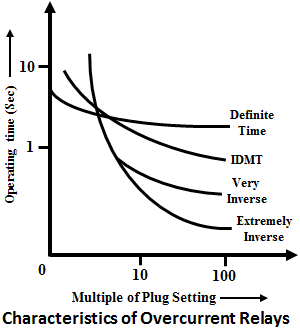 Operating time (Sec)
10
1
0
10
100
Definite
Time
IDMT
Very
Inverse
Extremely
Inverse
Multiple of Plug Setting
Characteristics of Overcurrent Relays